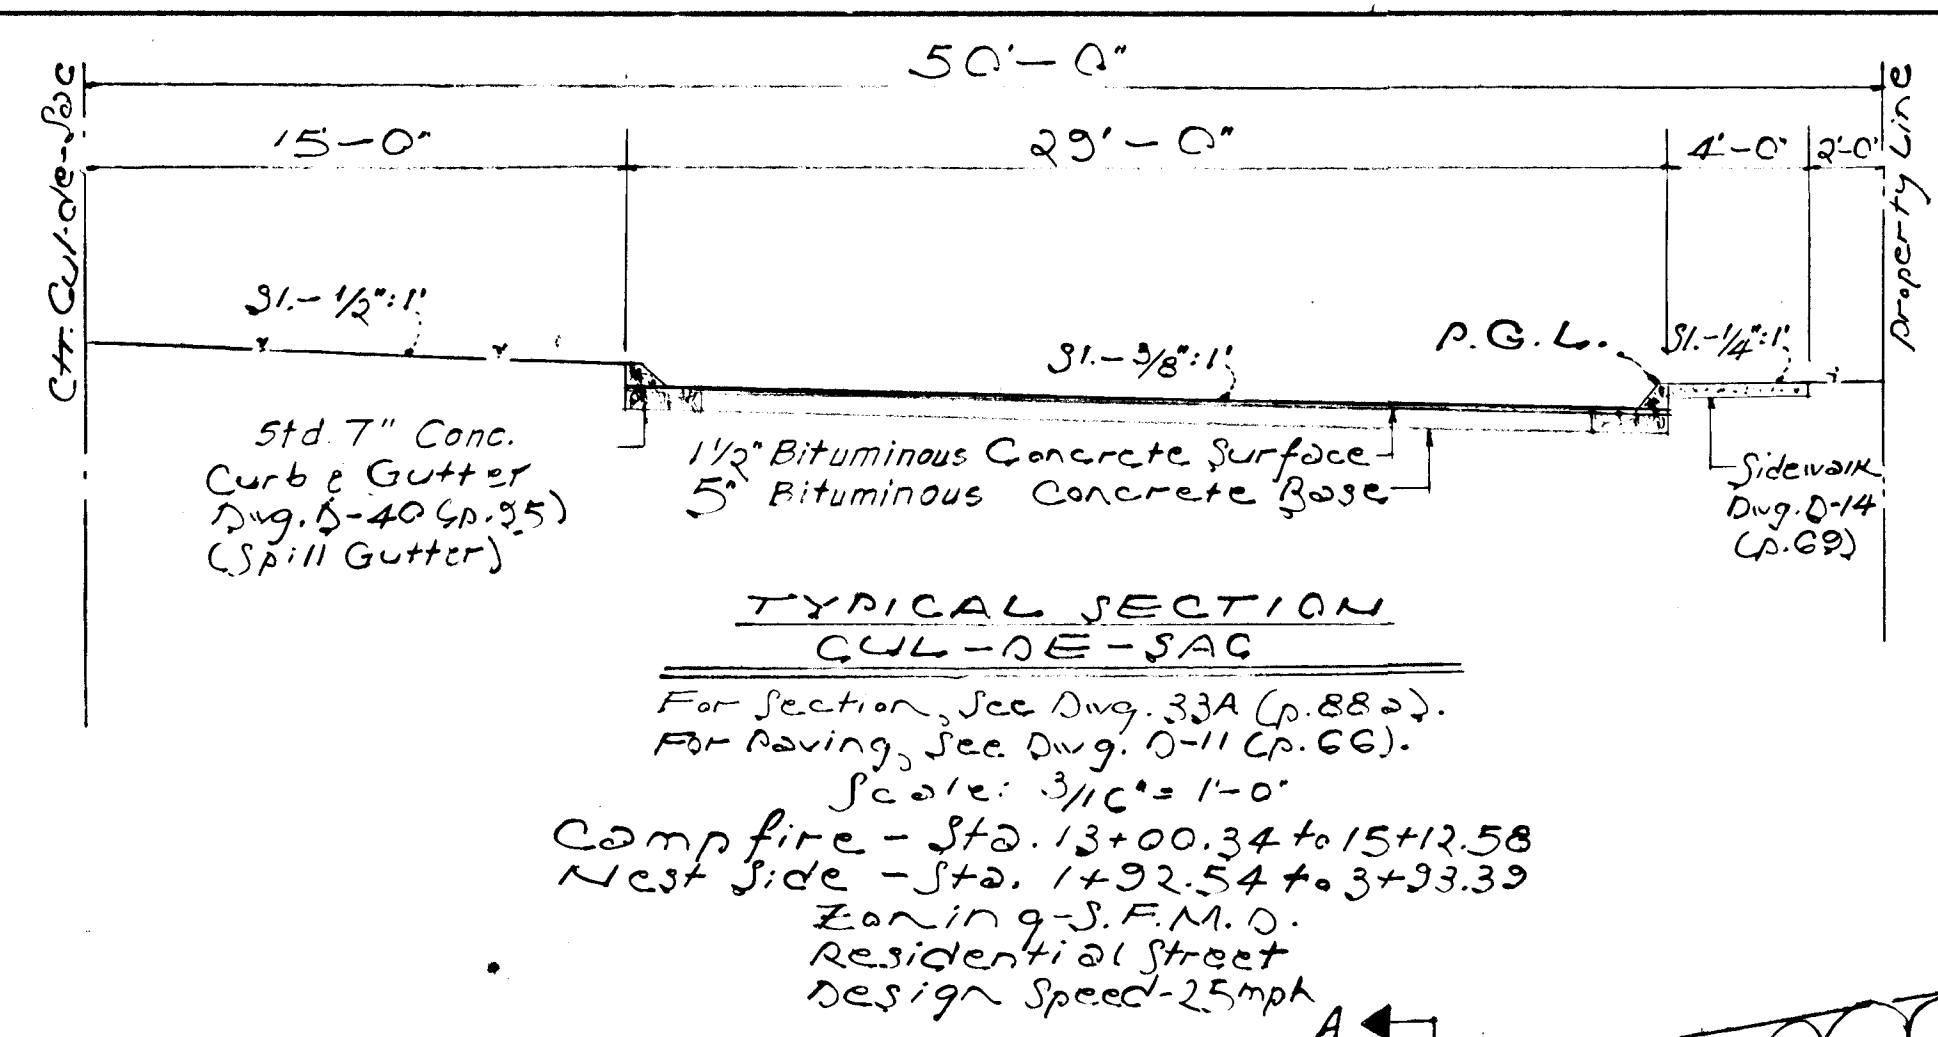 50'-0"
15-0"
29'-0"
4'-0"
2'-0"
Ctr. Cul-de-Sac
Property Line
Sl.-1/2":1'
Sl.-3/8":1'
P.G.L.
Sl.-1/4":1'
Std. 7" Conc.
Curb & Gutter
Dwg. D-40 (p.95)
(Spill Gutter)
1 1/2" Bituminous Concrete Surface
5" Bituminous Concrete Base
Sidewalk
Dwg. D-14
(p.69)
TYPICAL SECTION
CUL-DE-SAC
For Section, See Dwg. 33A (p.88a).
For Paving, See Dwg. D-11 (p.66).
Scale: 3/16" = 1'-0"
Campfire - Sta. 13+00.34 to 15+12.58
Nest Side - Sta. 1+92.54 to 3+93.39
Zoning-S.F.M.D.
Residential Street
Design Speed-25mph
A